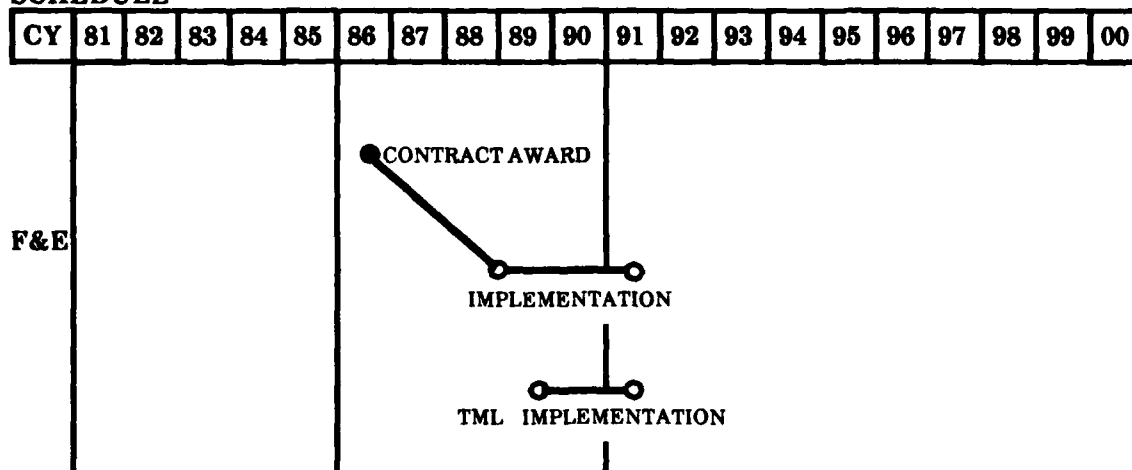 SCHEDULE
CY 81 82 83 84 85 86 87 88 89 90 91 92 93 94 95 96 97 98 99 00
CONTRACT AWARD
F&E
IMPLEMENTATION
TML IMPLEMENTATION